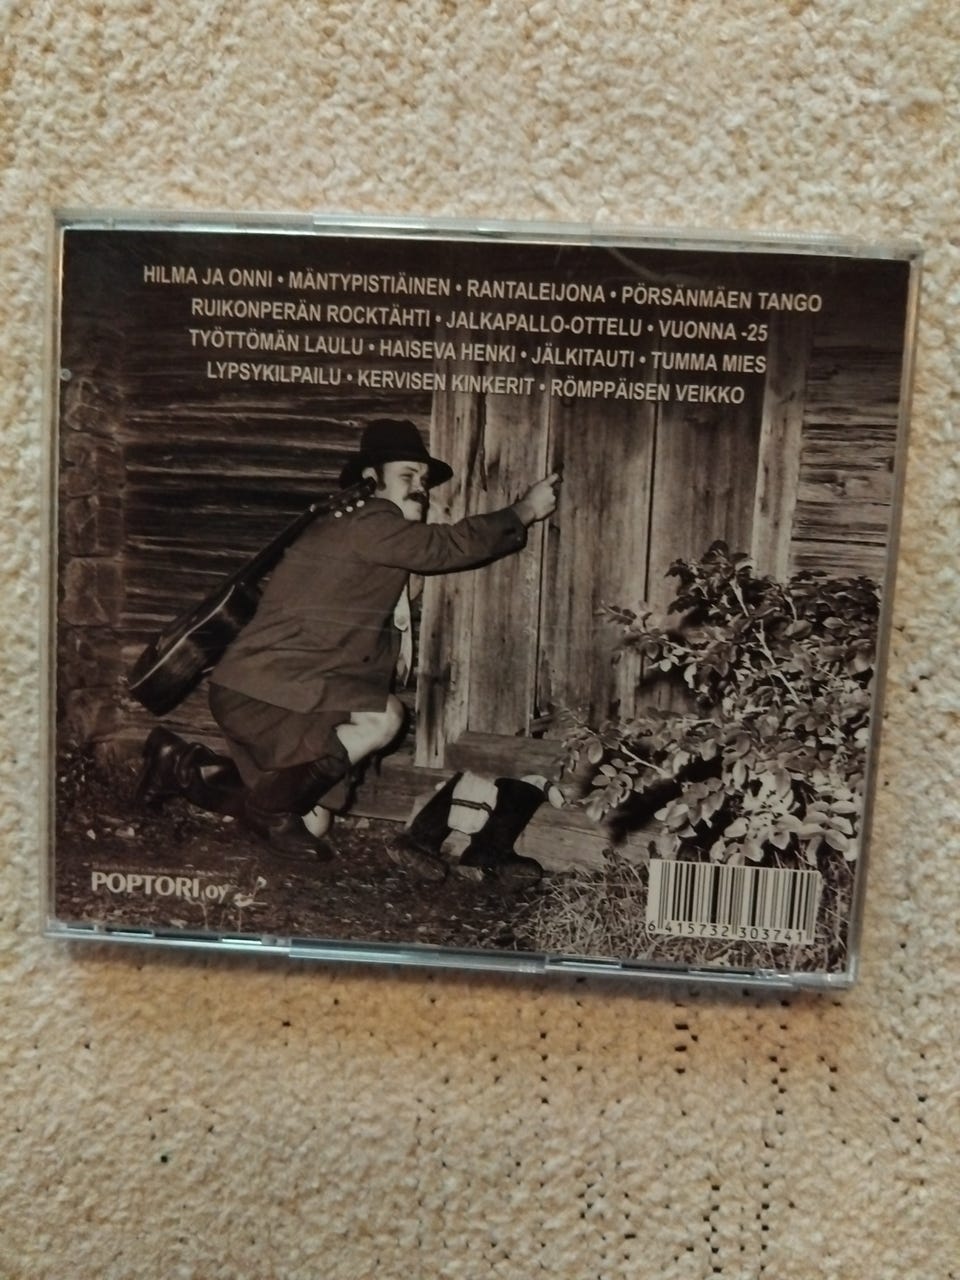 HILMA JA ONNI • MÄNTYPISTIÄINEN • RANTALEIJONA • PÖRSÄNMÄEN TANGO
RUIKONPERÄN ROCKTÄHTI • JALKAPALLO-OTTELU • VUONNA -25
TYÖTTÖMÄN LAULU • HAISEVA HENKI • JÄLKITAUTI • TUMMA MIES
LYPSYKILPAILU • KERVISEN KINKERIT • RÖMPPÄISEN VEIKKO
POPTORI.OY
6 415732 303741